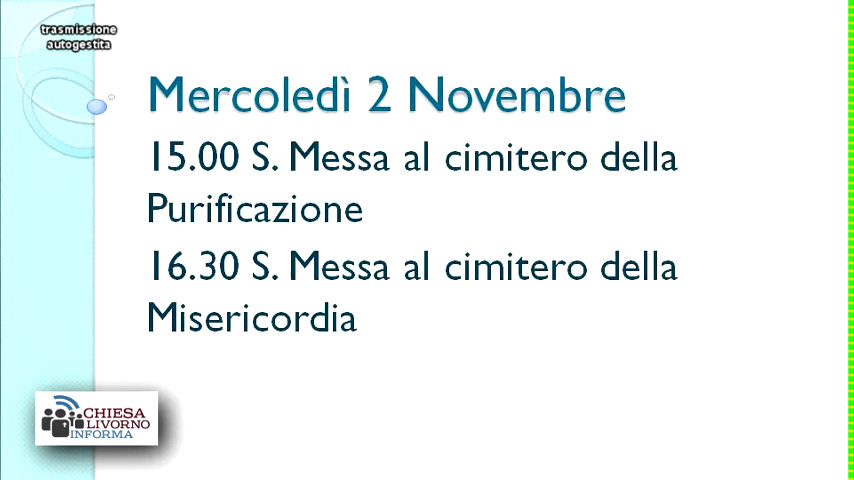 trasmissione
autogestita
Mercoledì 2 Novembre
15.00 S. Messa al cimitero della
Purificazione
16.30 S. Messa al cimitero della
Misericordia
CHIESA
LIVORNO
INFORMA